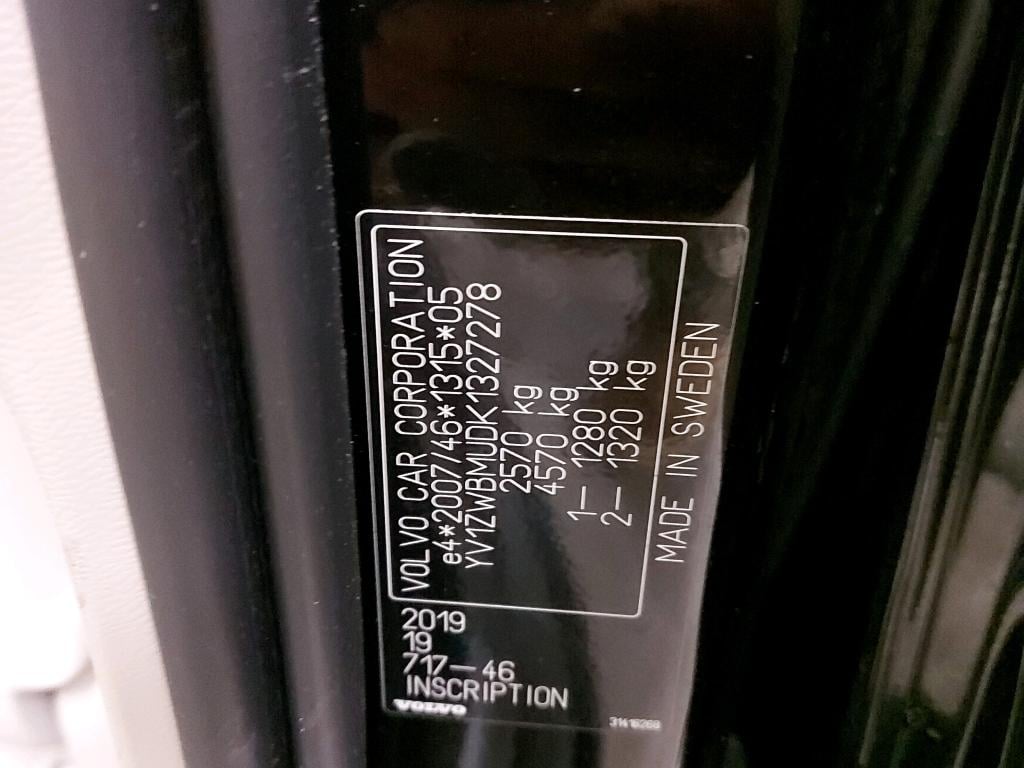 VOLVO CAR CORPORATION
e4*2007/46*1315*05
YV1ZWBMUDK1327278
2570 kg
4570 kg
1— 1280 kg
2— 1320 kg
MADE IN SWEDEN
2019
19
717—46
INSCRIPTION
VOLVO
31416268